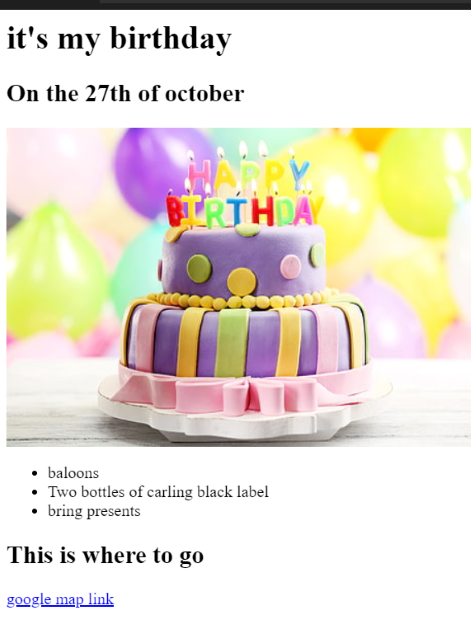 it's my birthday
On the 27th of october
HAPPY
BIRTHDAY
baloons
Two bottles of carling black label
bring presents
This is where to go
google map link